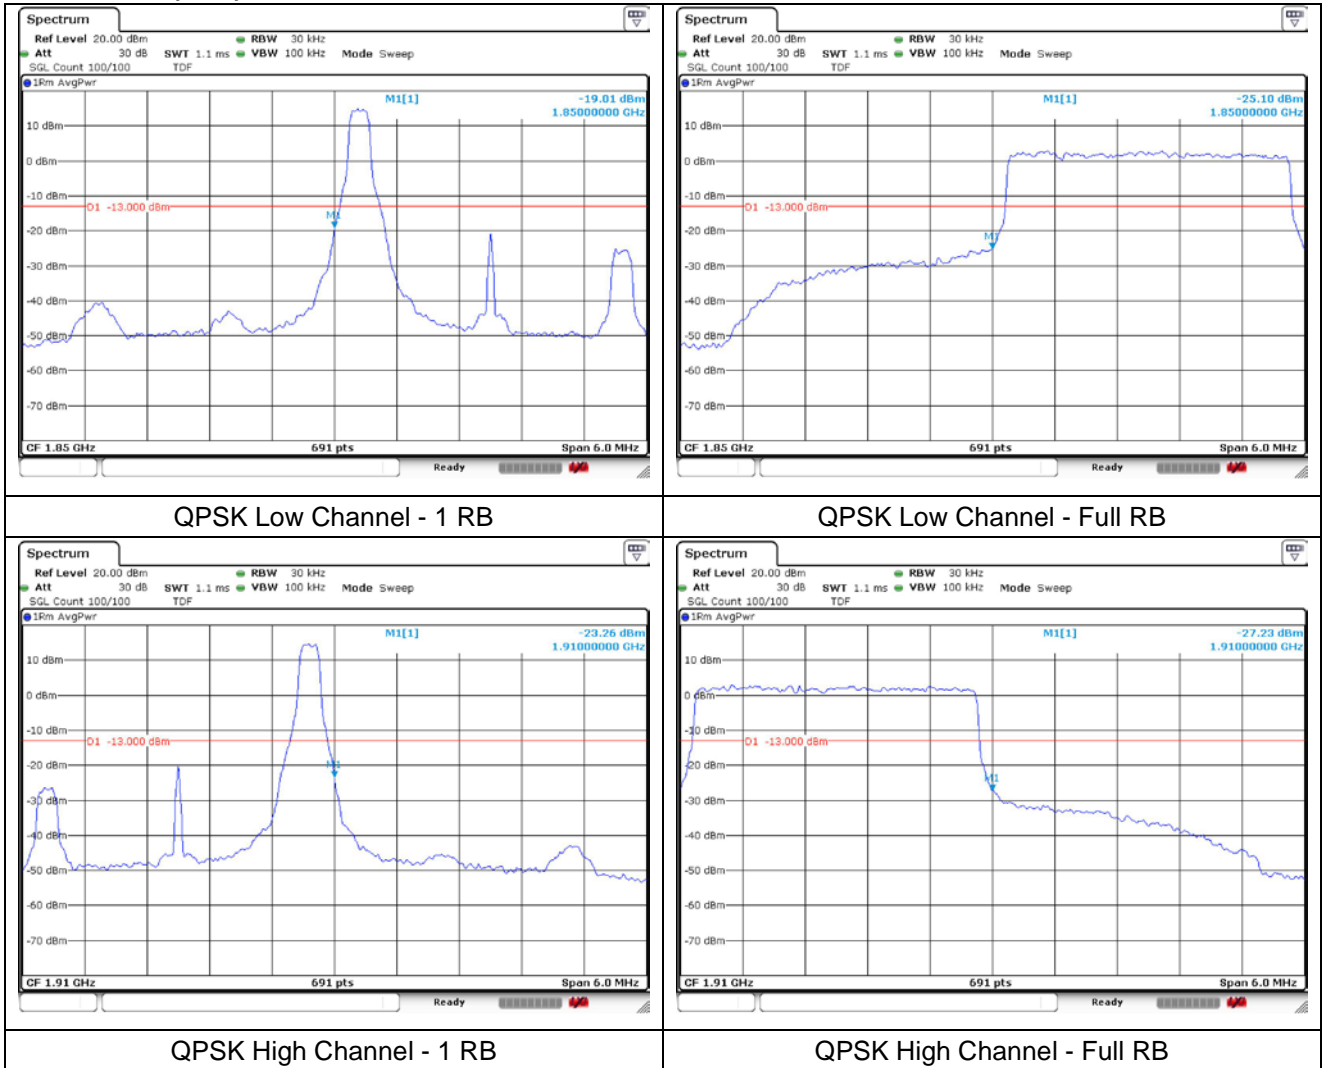 Spectrum
Ref Level 20.00 dBm RBW 30 kHz
Att 30 dB SWT 1.1 ms VBW 100 kHz Mode Sweep
SGL Count 100/100 TDF
1Rm AvgPwr
M1[1] -19.01 dBm
1.85000000 GHz
10 dBm
0 dBm
-10 dBm
D1 -13.000 dBm
M1
-20 dBm
-30 dBm
-40 dBm
-50 dBm
-60 dBm
-70 dBm
CF 1.85 GHz 691 pts Span 6.0 MHz
Ready
QPSK Low Channel - 1 RB
Spectrum
Ref Level 20.00 dBm RBW 30 kHz
Att 30 dB SWT 1.1 ms VBW 100 kHz Mode Sweep
SGL Count 100/100 TDF
1Rm AvgPwr
M1[1] -25.10 dBm
1.85000000 GHz
10 dBm
0 dBm
-10 dBm
D1 -13.000 dBm
-20 dBm
M1
-30 dBm
-40 dBm
-50 dBm
-60 dBm
-70 dBm
CF 1.85 GHz 691 pts Span 6.0 MHz
Ready
QPSK Low Channel - Full RB
Spectrum
Ref Level 20.00 dBm RBW 30 kHz
Att 30 dB SWT 1.1 ms VBW 100 kHz Mode Sweep
SGL Count 100/100 TDF
1Rm AvgPwr
M1[1] -23.26 dBm
1.91000000 GHz
10 dBm
0 dBm
-10 dBm
D1 -13.000 dBm
-20 dBm
M1
-30 dBm
-40 dBm
-50 dBm
-60 dBm
-70 dBm
CF 1.91 GHz 691 pts Span 6.0 MHz
Ready
QPSK High Channel - 1 RB
Spectrum
Ref Level 20.00 dBm RBW 30 kHz
Att 30 dB SWT 1.1 ms VBW 100 kHz Mode Sweep
SGL Count 100/100 TDF
1Rm AvgPwr
M1[1] -27.23 dBm
1.91000000 GHz
10 dBm
0 dBm
-10 dBm
D1 -13.000 dBm
-20 dBm
M1
-30 dBm
-40 dBm
-50 dBm
-60 dBm
-70 dBm
CF 1.91 GHz 691 pts Span 6.0 MHz
Ready
QPSK High Channel - Full RB